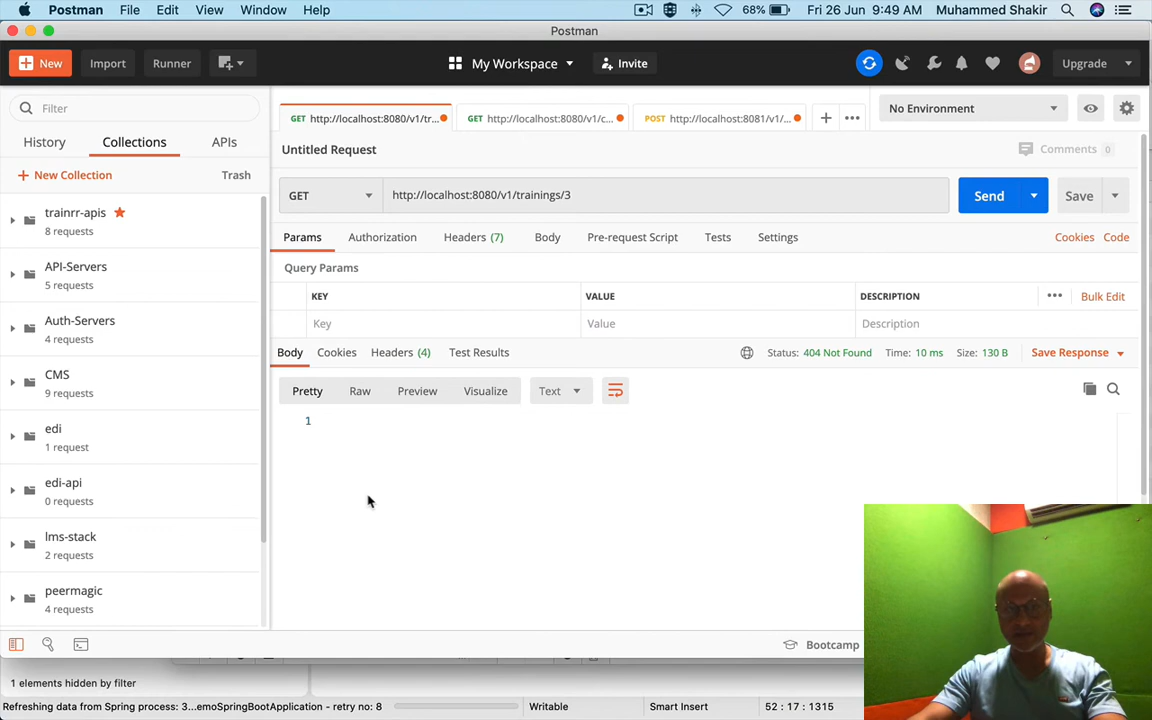 Postman File Edit View Window Help 68% Fri 26 Jun 9:49 AM Muhammed Shakir
Postman
New Import Runner My Workspace Invite Upgrade
Filter
History Collections APIs
+ New Collection Trash
trainrr-apis
8 requests
API-Servers
5 requests
Auth-Servers
4 requests
CMS
9 requests
edi
1 request
edi-api
0 requests
lms-stack
2 requests
peermagic
4 requests
GET http://localhost:8080/v1/tr... GET http://localhost:8080/v1/c... POST http://localhost:8081/v1/... + ••• No Environment
Untitled Request Comments 0
GET http://localhost:8080/v1/trainings/3 Send Save
Params Authorization Headers (7) Body Pre-request Script Tests Settings Cookies Code
Query Params
KEY VALUE DESCRIPTION ••• Bulk Edit
Key Value Description
Body Cookies Headers (4) Test Results Status: 404 Not Found Time: 10 ms Size: 130 B Save Response
Pretty Raw Preview Visualize Text
1
Bootcamp
1 elements hidden by filter
Refreshing data from Spring process: 3...emoSpringBootApplication - retry no: 8 Writable Smart Insert 52 : 17 : 1315